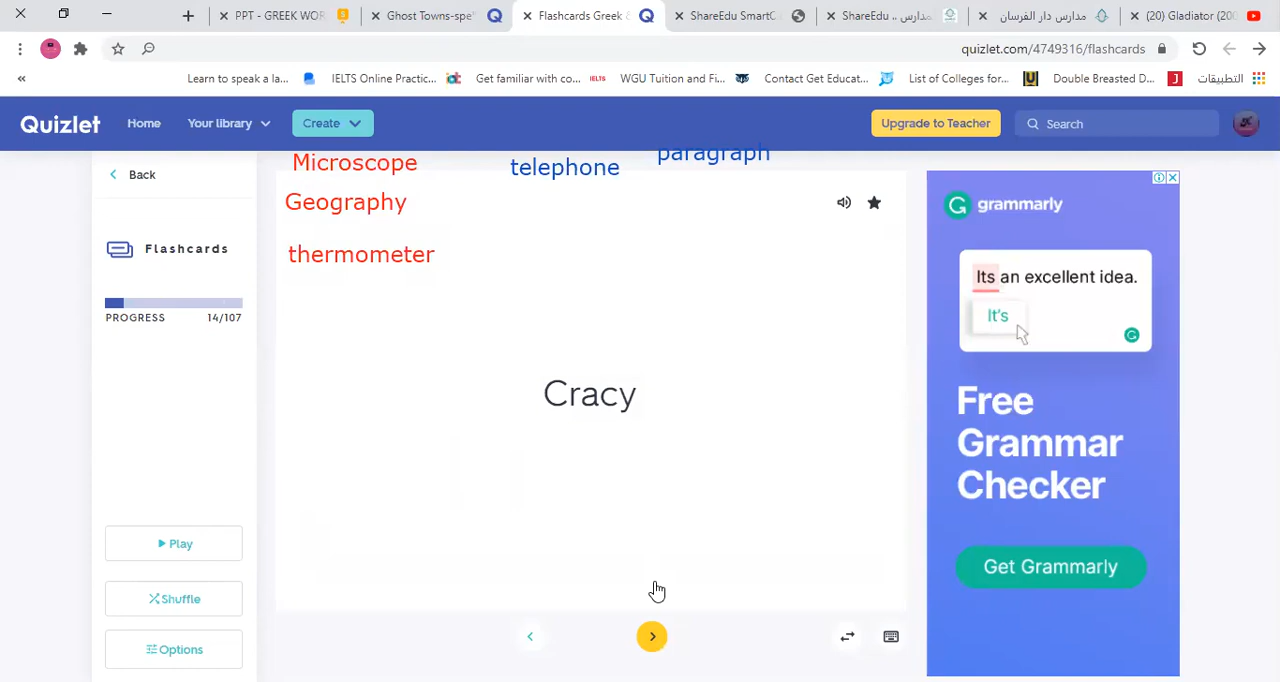 PPT - GREEK WOR
Ghost Towns-spe"
Flashcards Greek &
ShareEdu SmartC
ShareEdu ,, مدارس
مدارس دار الفرسان
(20) Gladiator (200
quizlet.com/4749316/flashcards
«
Learn to speak a la...
IELTS Online Practic...
Get familiar with co...
IELTS
WGU Tuition and Fi...
Contact Get Educat...
List of Colleges for...
Double Breasted D...
J
التطبيقات
Quizlet
Home
Your library
Create
Upgrade to Teacher
Search
Microscope
telephone
paragraph
Back
Geography
thermometer
Flashcards
PROGRESS 14/107
Cracy
Play
Shuffle
Options
G grammarly
Its an excellent idea.
It's
Free
Grammar
Checker
Get Grammarly